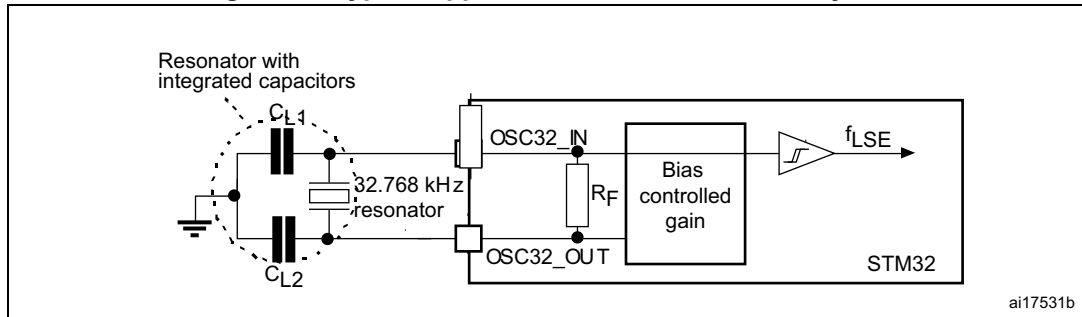 Resonator with
integrated capacitors
CL1
OSC32_IN
fLSE
32.768 kHz
resonator
RF
Bias
controlled
gain
OSC32_OUT
CL2
STM32
ai17531b